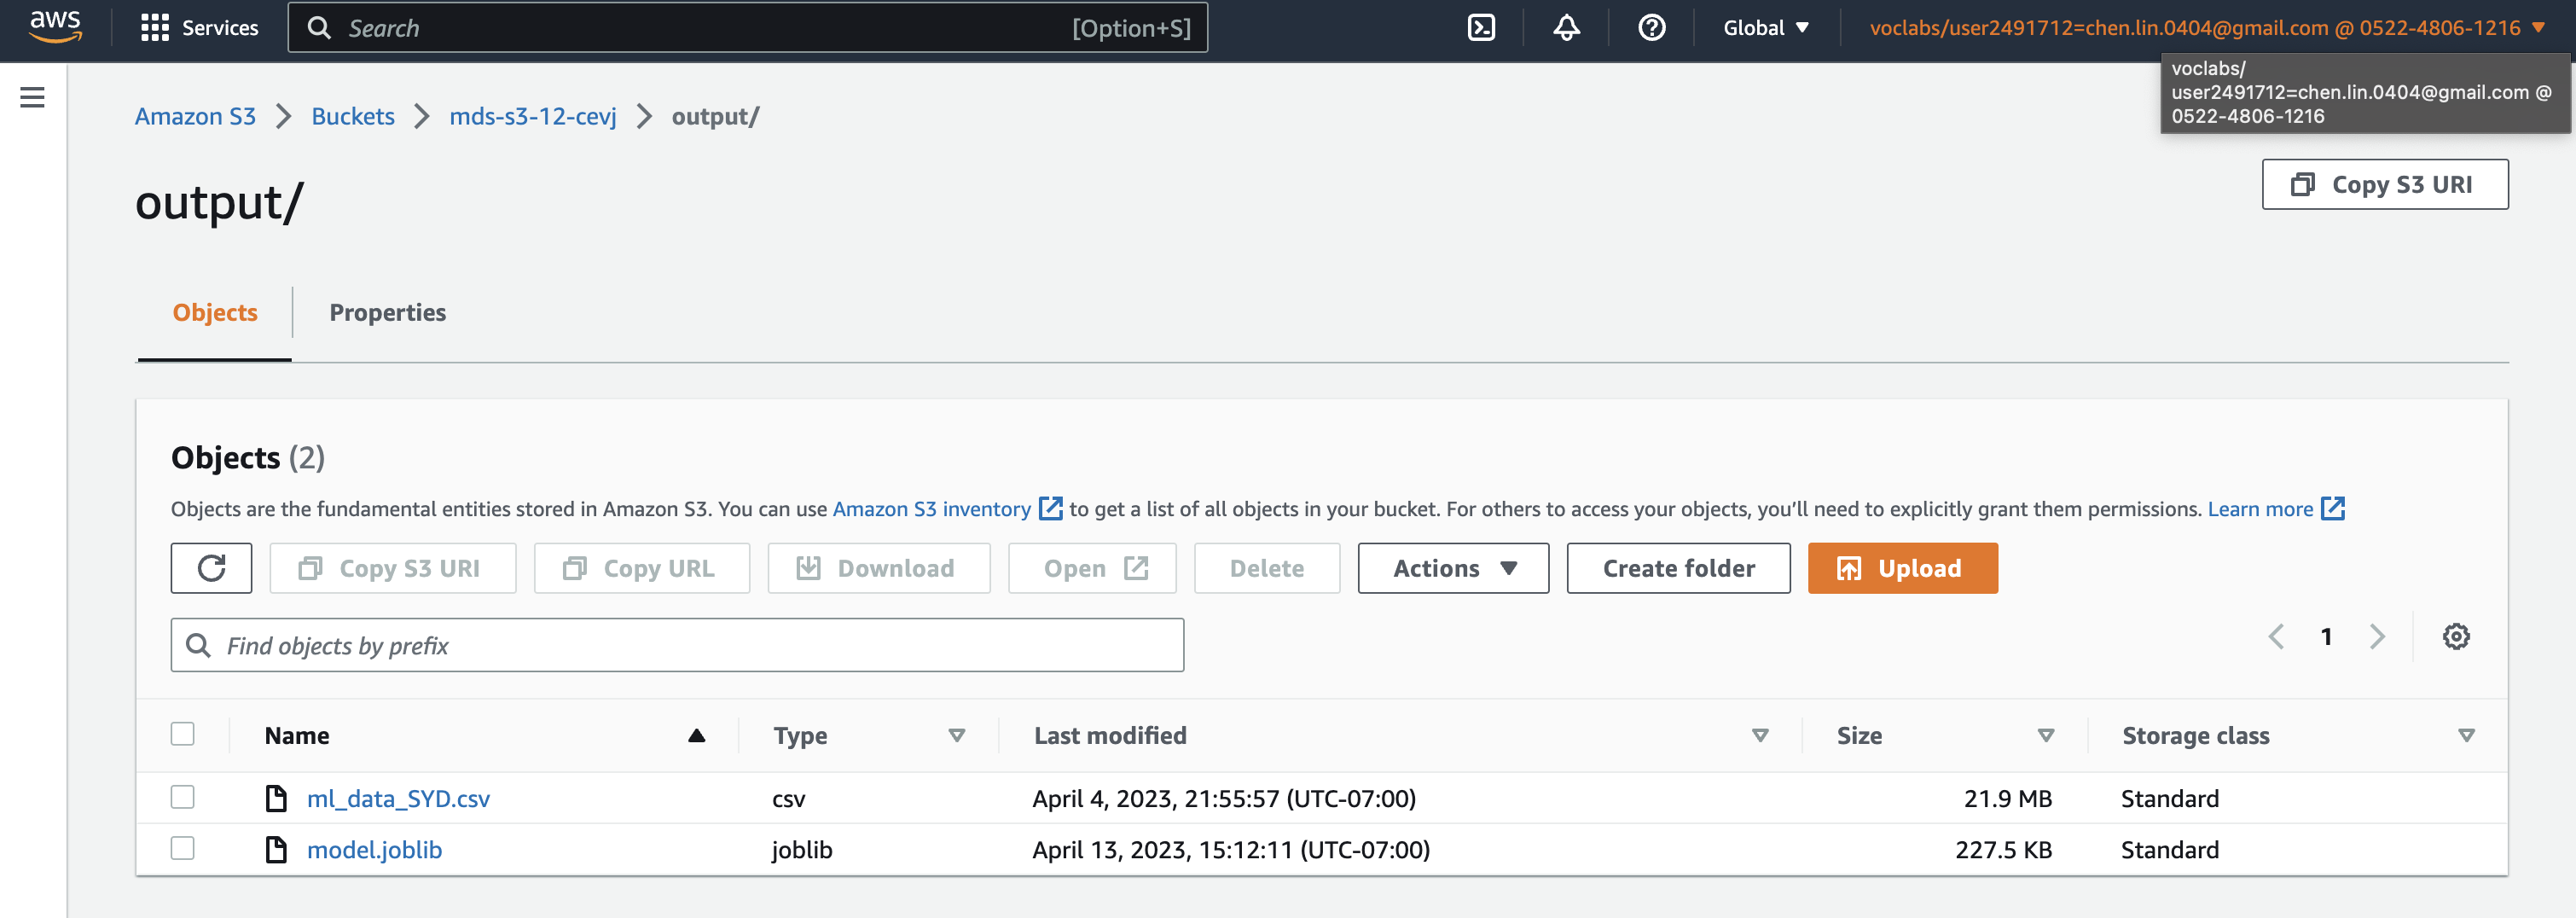 aws Services Search [Option+S] Global voclabs/user2491712=chen.lin.0404@gmail.com @ 0522-4806-1216
voclabs/
user2491712=chen.lin.0404@gmail.com @
0522-4806-1216
Amazon S3 Buckets mds-s3-12-cevj output/
output/
Copy S3 URI
Objects Properties
Objects (2)
Objects are the fundamental entities stored in Amazon S3. You can use Amazon S3 inventory to get a list of all objects in your bucket. For others to access your objects, you'll need to explicitly grant them permissions. Learn more
Copy S3 URI Copy URL Download Open Delete Actions Create folder Upload
Find objects by prefix
1
Name Type Last modified Size Storage class
ml_data_SYD.csv csv April 4, 2023, 21:55:57 (UTC-07:00) 21.9 MB Standard
model.joblib joblib April 13, 2023, 15:12:11 (UTC-07:00) 227.5 KB Standard